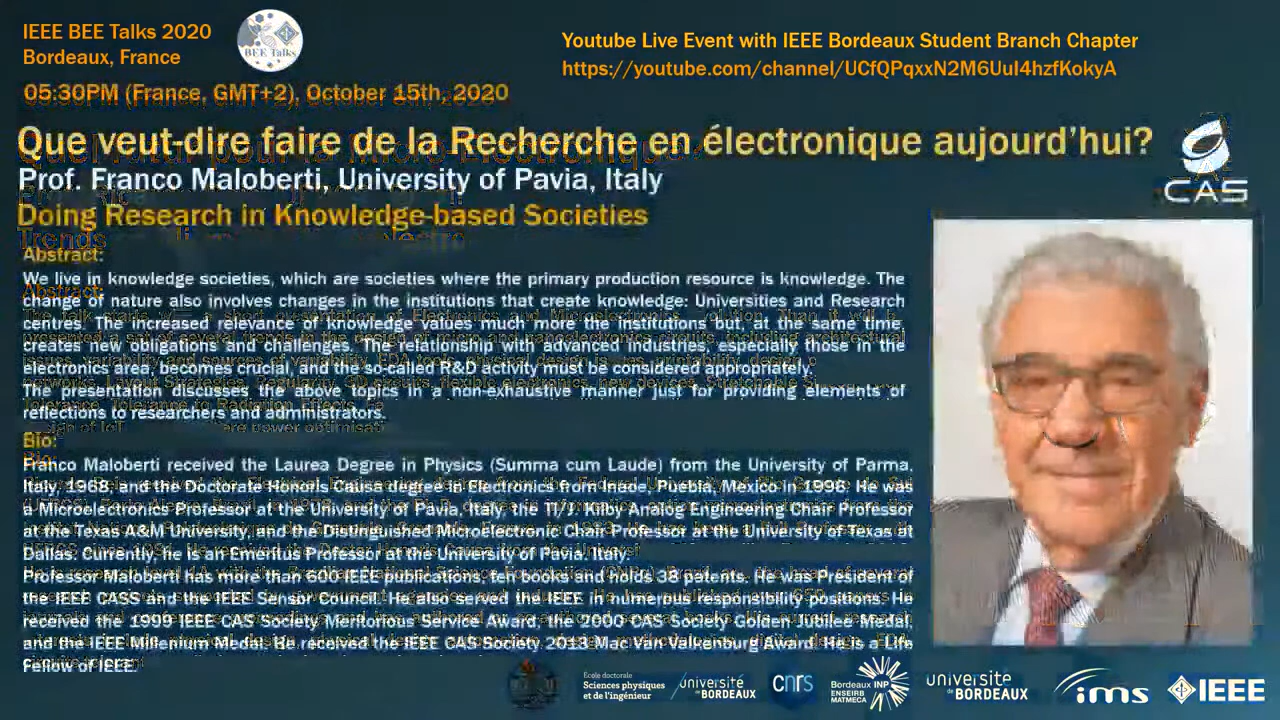 IEEE BEE Talks 2020
Bordeaux, France
BEE Talks
Youtube Live Event with IEEE Bordeaux Student Branch Chapter
https://youtube.com/channel/UCfQPqxxN2M6UuI4hzfKokyA
05:30PM (France, GMT+2), October 15th, 2020
Que veut-dire faire de la Recherche en électronique aujourd'hui?
Prof. Franco Maloberti, University of Pavia, Italy
CAS
Doing Research in Knowledge-based Societies
Abstract:
We live in knowledge societies, which are societies where the primary production resource is knowledge. The
change of nature also involves changes in the institutions that create knowledge: Universities and Research
centres. The increased relevance of knowledge values much more the institutions but, at the same time,
creates new obligations and challenges. The relationship with advanced industries, especially those in the
electronics area, becomes crucial, and the so-called R&D activity must be considered appropriately.
The presentation discusses the above topics in a non-exhaustive manner just for providing elements of
reflections to researchers and administrators.
Bio:
Franco Maloberti received the Laurea Degree in Physics (Summa cum Laude) from the University of Parma,
Italy, 1968, and the Doctorate Honoris Causa degree in Electronics from Inaoe, Puebla, Mexico in 1996. He was
a Microelectronics Professor at the University of Pavia, Italy the TI/J. Kilby Analog Engineering Chair Professor
at the Texas A&M University, and the Distinguished Microelectronic Chair Professor at the University of Texas at
Dallas. Currently, he is an Emeritus Professor at the University of Pavia, Italy.
Professor Maloberti has more than 600 IEEE publications, ten books and holds 38 patents. He was President of
the IEEE CASS and the IEEE Sensor Council. He also served the IEEE in numerous responsibility positions. He
received the 1999 IEEE CAS Society Meritorious Service Award, the 2000 CAS Society Golden Jubilee Medal,
and the IEEE Millenium Medal. He received the IEEE CAS Society 2013 Mac Van Valkenburg Award. He is a Life
Fellow of IEEE.
École doctorale
Sciences physiques
et de l'ingénieur
université
de BORDEAUX
cnrs
Bordeaux INP
ENSEIRB
MATMECA
université
de BORDEAUX
ims
IEEE